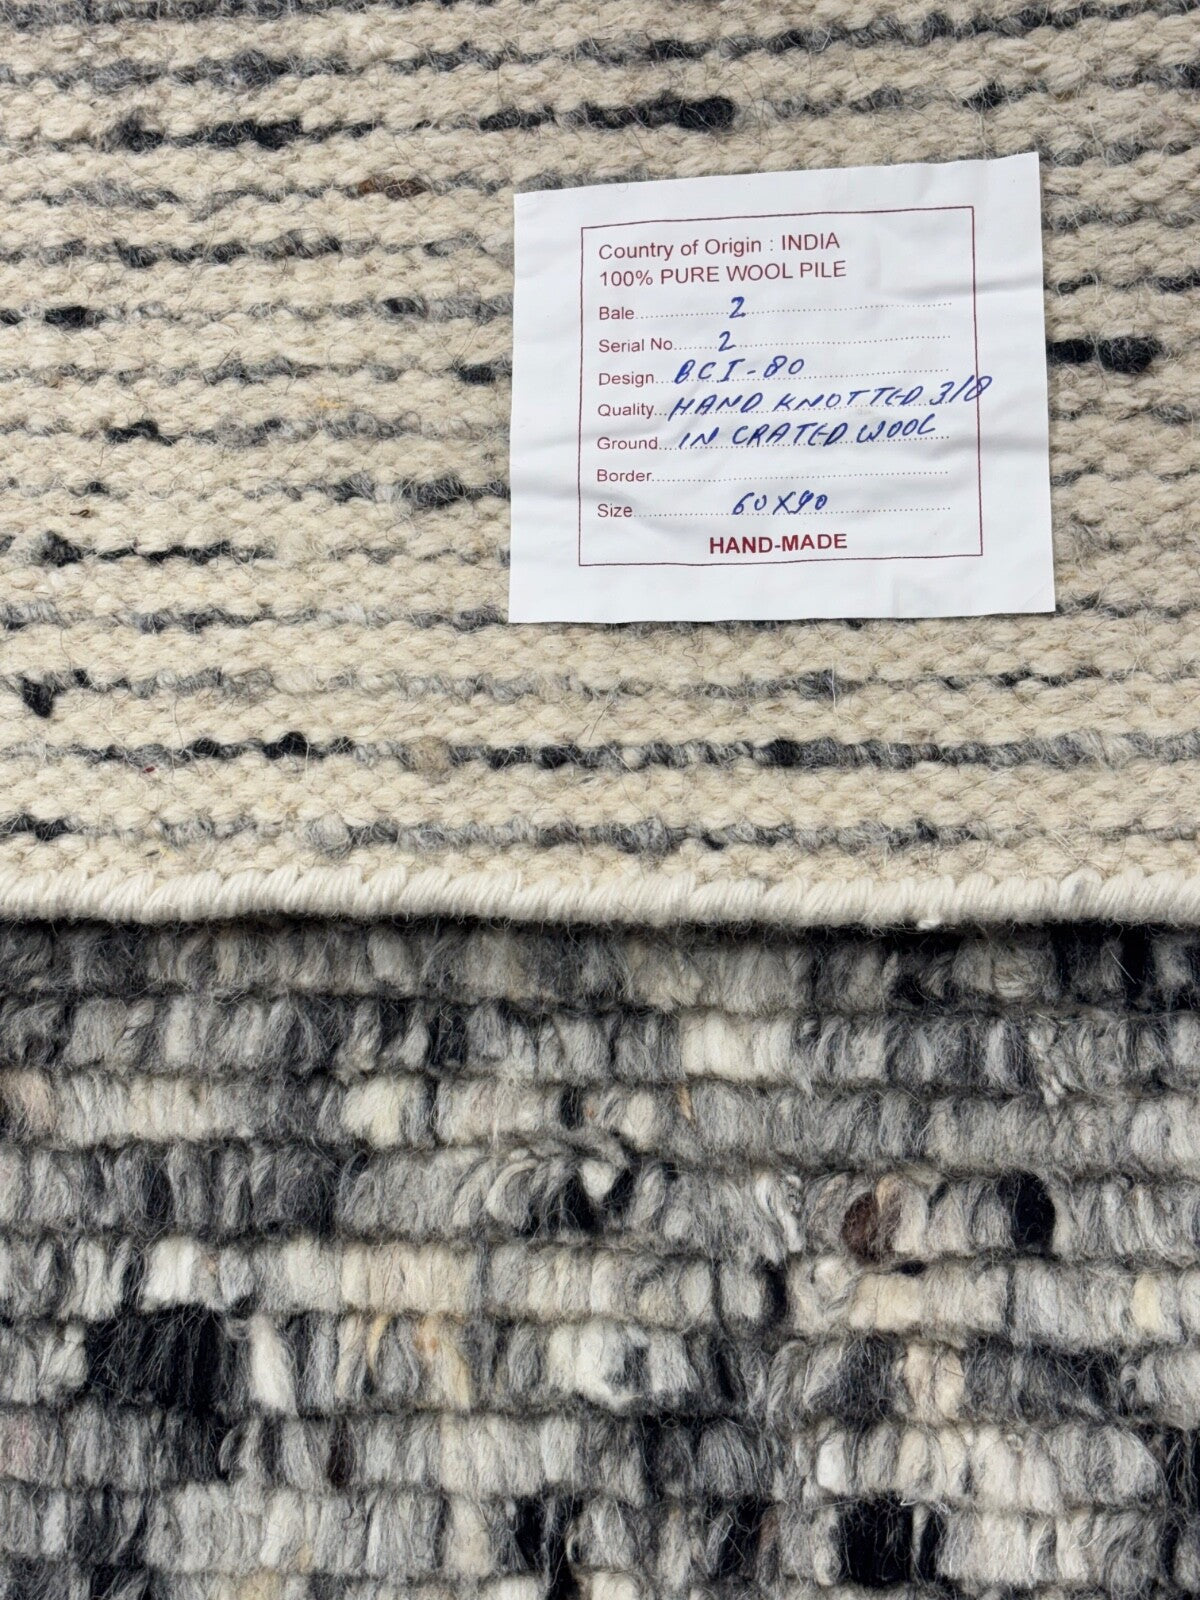 Country of Origin : INDIA
100% PURE WOOL PILE
Bale 2
Serial No. 2
Design BCI-80
Quality HAND KNOTTED 3/8
Ground IN CRATED WOOL
Border
Size 60X90
HAND-MADE